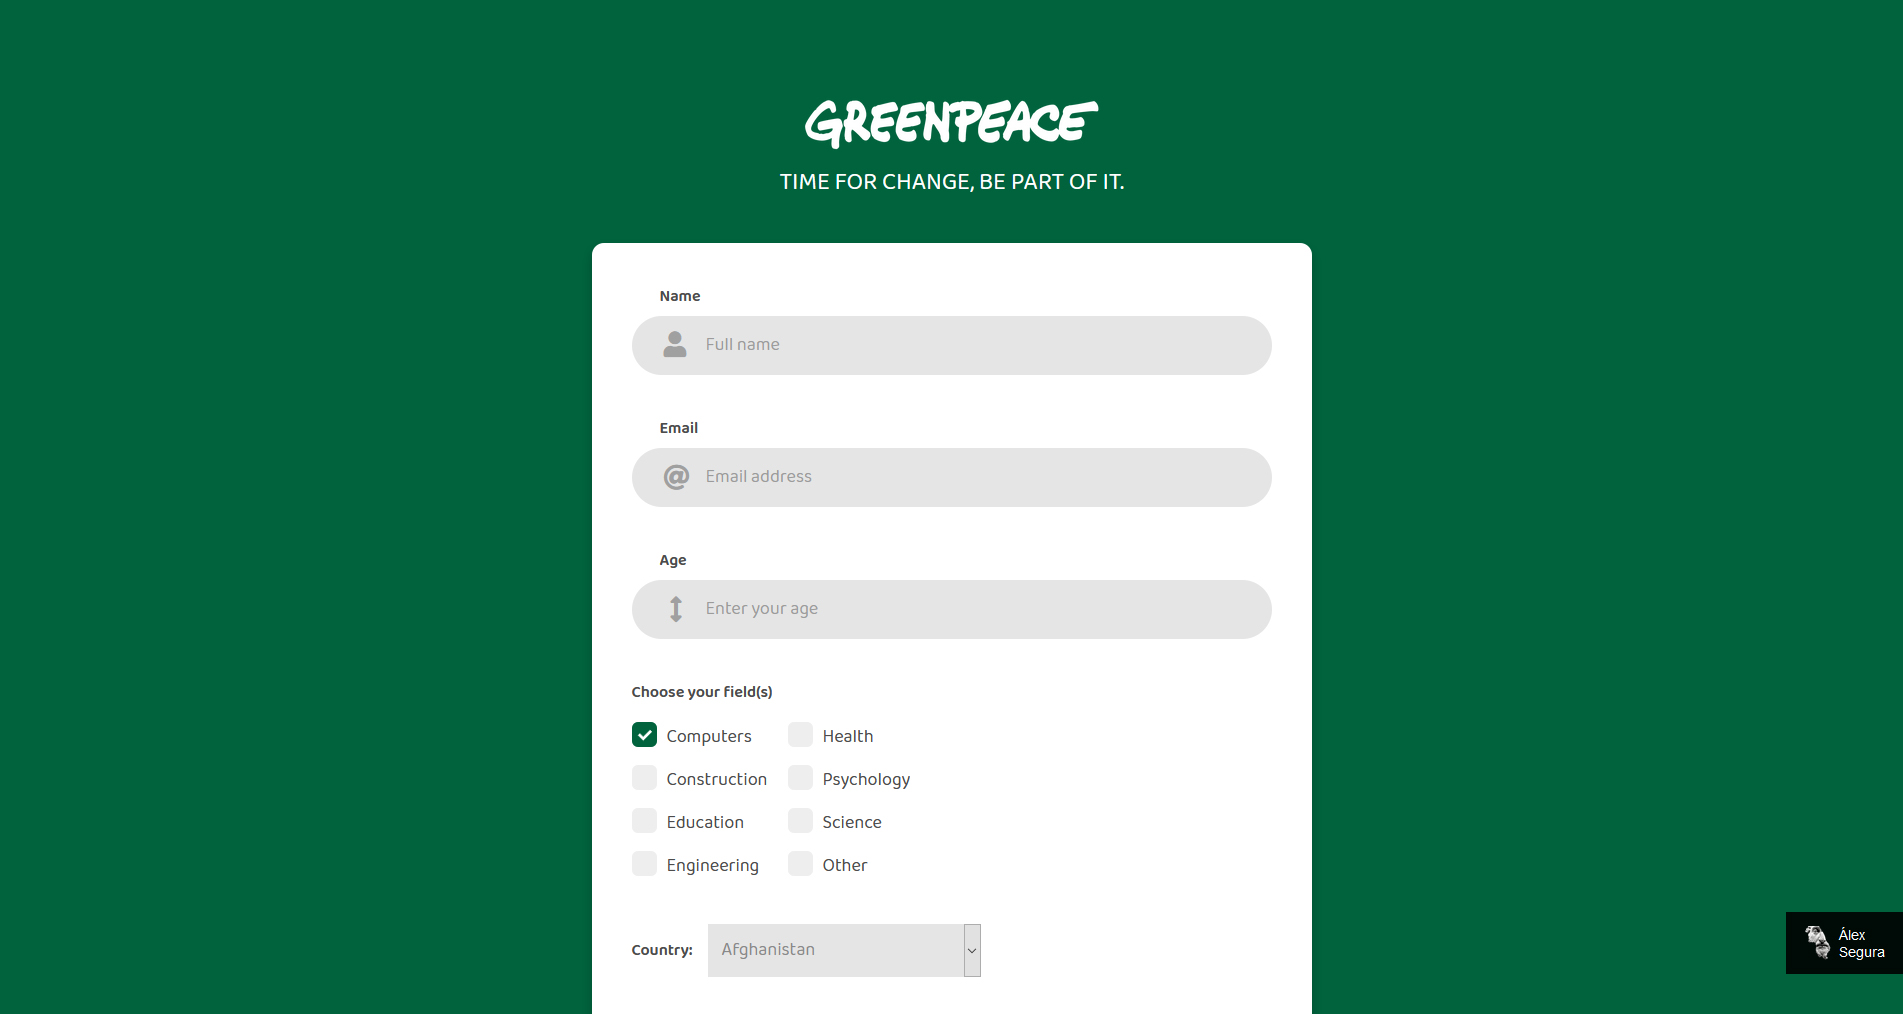 GREENPEACE
TIME FOR CHANGE, BE PART OF IT.
Name
Full name
Email
@ Email address
Age
Enter your age
Choose your field(s)
Computers
Health
Construction
Psychology
Education
Science
Engineering
Other
Country:
Afghanistan
Álex
Segura